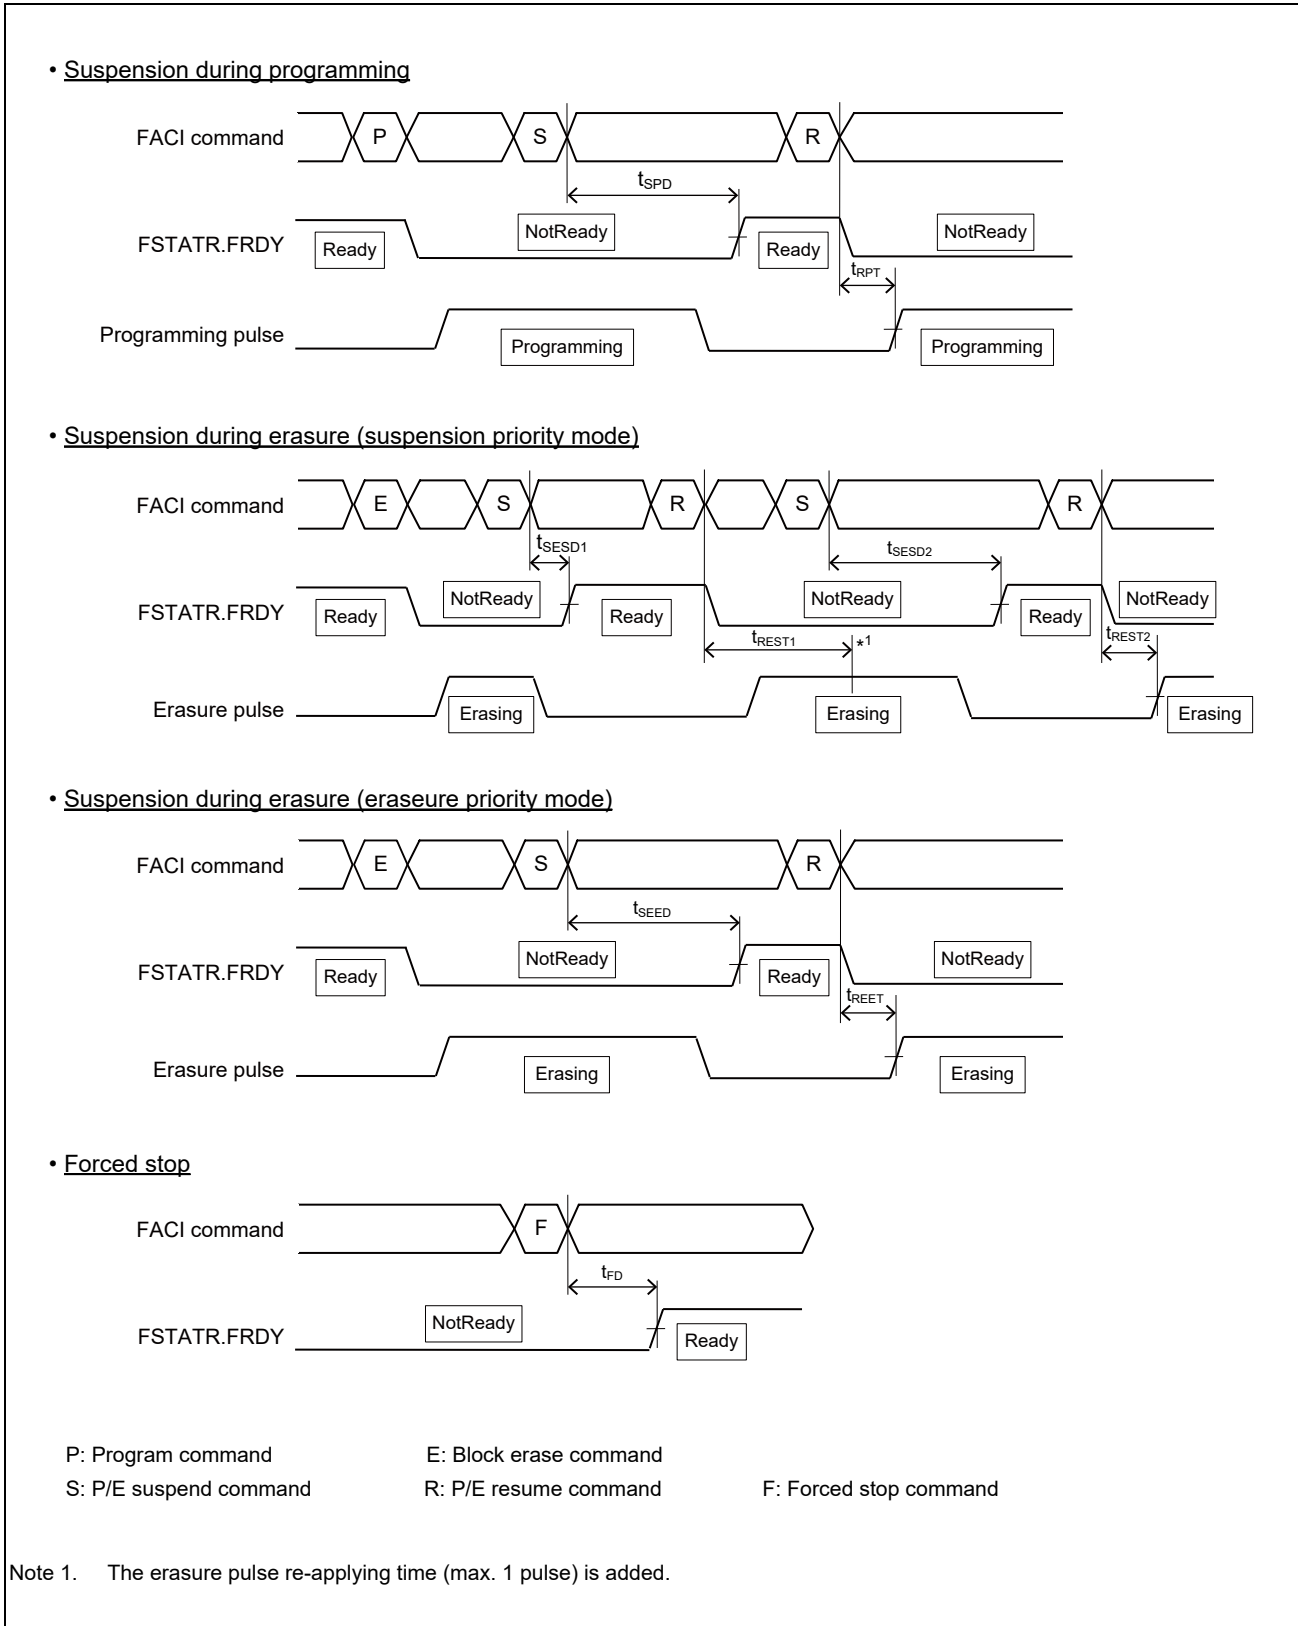 • Suspension during programming
FACI command P S R
tSPD
FSTATR.FRDY Ready NotReady Ready NotReady
tRPT
Programming pulse Programming Programming
• Suspension during erasure (suspension priority mode)
FACI command E S R S R
tSESD1 tSESD2
FSTATR.FRDY Ready NotReady Ready NotReady Ready NotReady
tREST1 *1 tREST2
Erasure pulse Erasing Erasing Erasing
• Suspension during erasure (eraseure priority mode)
FACI command E S R
tSEED
FSTATR.FRDY Ready NotReady Ready NotReady
tREET
Erasure pulse Erasing Erasing
• Forced stop
FACI command F
tFD
FSTATR.FRDY NotReady Ready
P: Program command E: Block erase command
S: P/E suspend command R: P/E resume command F: Forced stop command
Note 1. The erasure pulse re-applying time (max. 1 pulse) is added.